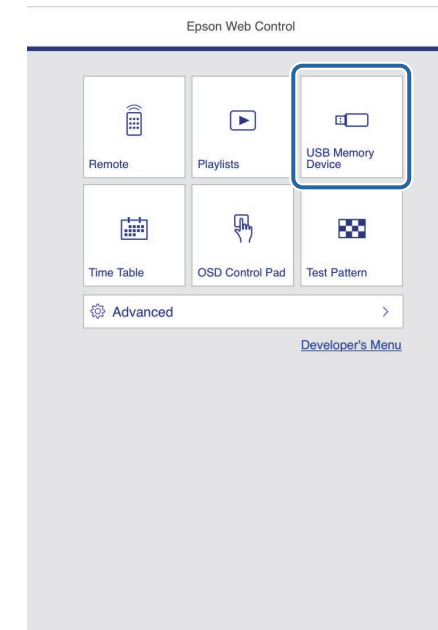 Epson Web Control
Remote
Playlists
USB Memory
Device
Time Table
OSD Control Pad
Test Pattern
Advanced
Developer's Menu